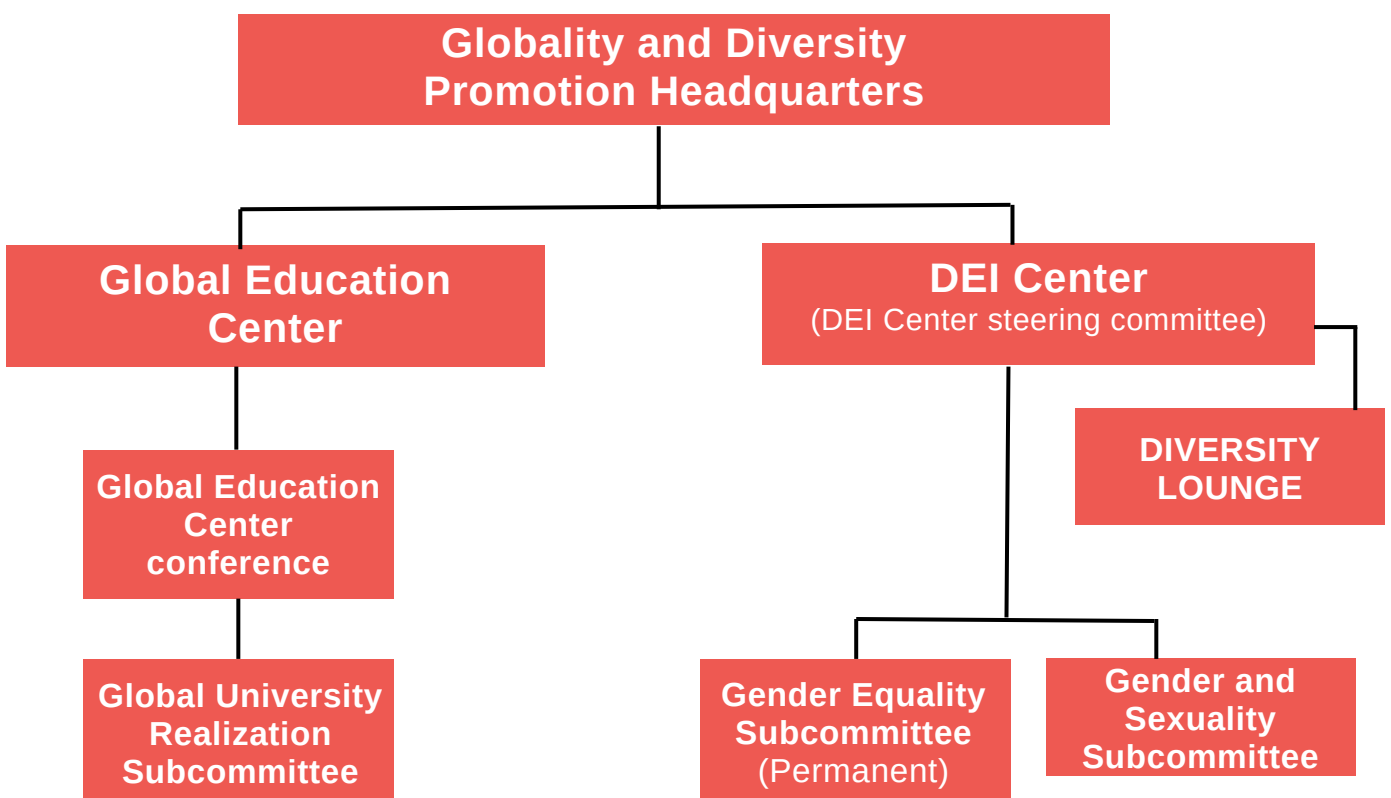 Globality and Diversity
Promotion Headquarters
Global Education
Center
DEI Center
(DEI Center steering committee)
DIVERSITY
LOUNGE
Global Education
Center
conference
Global University
Realization
Subcommittee
Gender Equality
Subcommittee
(Permanent)
Gender and
Sexuality
Subcommittee